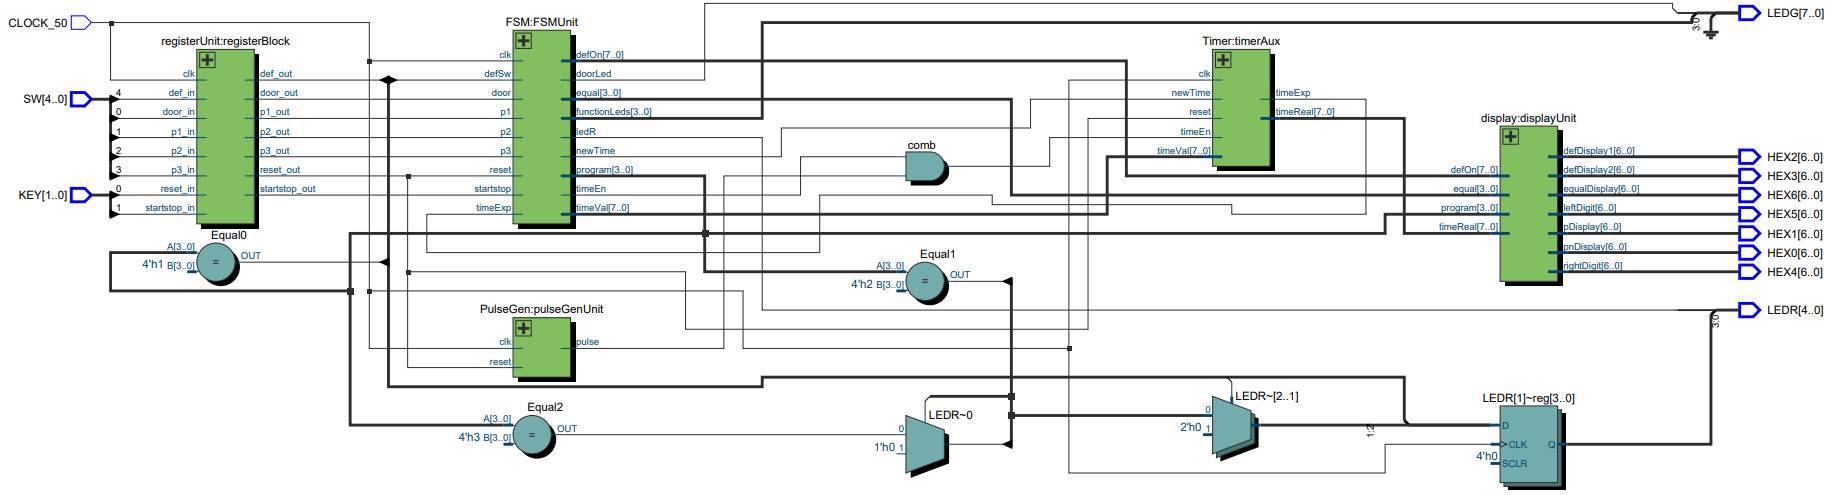 CLOCK_50
SW[4..0]
KEY[1..0]
registerUnit:registerBlock
clk
def_in
door_in
p1_in
p2_in
p3_in
reset_in
startstop_in
4
0
1
2
3
0
1
def_out
door_out
p1_out
p2_out
p3_out
reset_out
startstop_out
Equal0
A[3..0]
4'h1 B[3..0]
=
OUT
FSM:FSMUnit
clk
defSw
door
p1
p2
p3
reset
startstop
timeExp
defOn[7..0]
doorLed
equal[3..0]
functionLeds[3..0]
ledR
newTime
program[3..0]
timeEn
timeVal[7..0]
PulseGen:pulseGenUnit
clk
reset
pulse
Equal2
A[3..0]
4'h3 B[3..0]
=
OUT
comb
Equal1
A[3..0]
4'h2 B[3..0]
=
OUT
LEDR~0
0
1'h0 1
Timer:timerAux
clk
newTime
reset
timeEn
timeVal[7..0]
timeExp
timeReal[7..0]
LEDR~[2..1]
0
2'h0 1
1:2
display:displayUnit
defOn[7..0]
equal[3..0]
program[3..0]
timeReal[7..0]
defDisplay1[6..0]
defDisplay2[6..0]
equalDisplay[6..0]
leftDigit[6..0]
pDisplay[6..0]
pnDisplay[6..0]
rightDigit[6..0]
LEDR[1]~reg[3..0]
D
CLK
4'h0
SCLR
Q
3:0
3:0
LEDG[7..0]
HEX2[6..0]
HEX3[6..0]
HEX6[6..0]
HEX5[6..0]
HEX1[6..0]
HEX0[6..0]
HEX4[6..0]
LEDR[4..0]